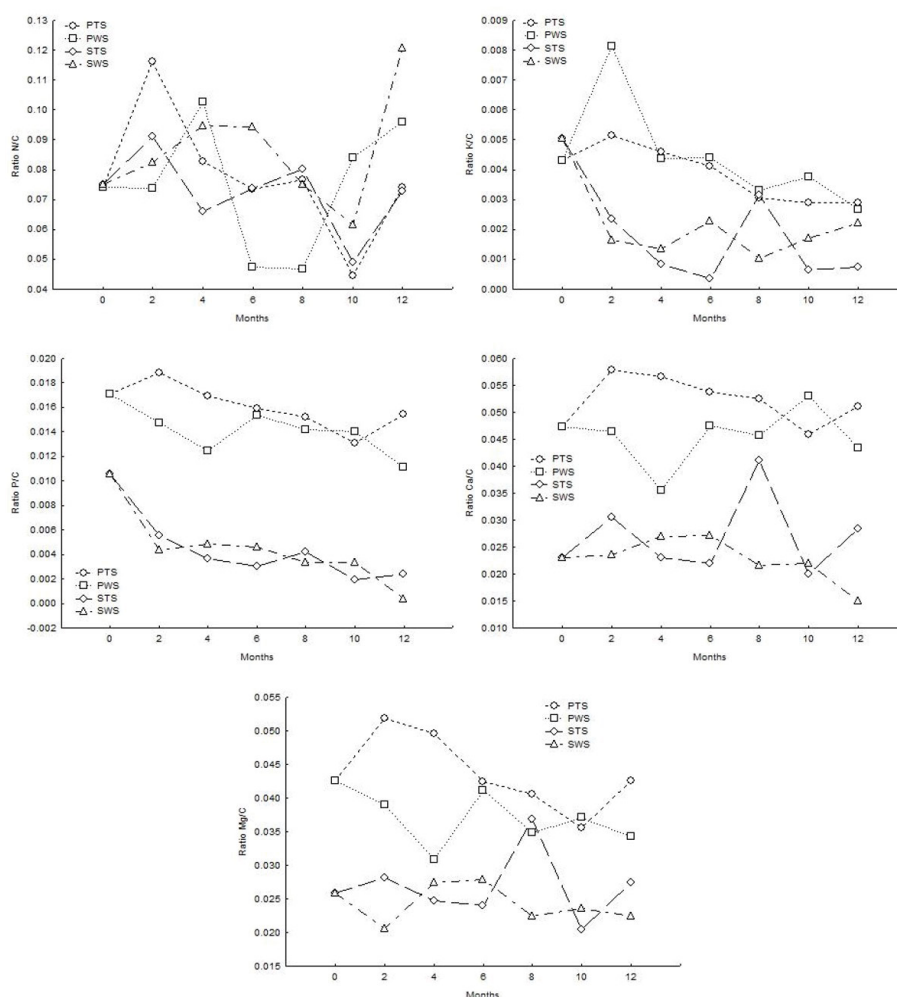 0.13
0.12
0.11
0.10
0.09
0.08
0.07
0.06
0.05
0.04
Ratio N/C
PTS
PWS
STS
SWS
0 2 4 6 8 10 12
Months
0.009
0.008
0.007
0.006
0.005
0.004
0.003
0.002
0.001
0.000
Ratio K/C
PTS
PWS
STS
SWS
0 2 4 6 8 10 12
Months
0.020
0.018
0.016
0.014
0.012
0.010
0.008
0.006
0.004
0.002
0.000
-0.002
Ratio P/C
PTS
PWS
STS
SWS
0 2 4 6 8 10 12
Months
0.060
0.055
0.050
0.045
0.040
0.035
0.030
0.025
0.020
0.015
0.010
Ratio Ca/C
PTS
PWS
STS
SWS
0 2 4 6 8 10 12
Months
0.055
0.050
0.045
0.040
0.035
0.030
0.025
0.020
0.015
Ratio Mg/C
PTS
PWS
STS
SWS
0 2 4 6 8 10 12
Months